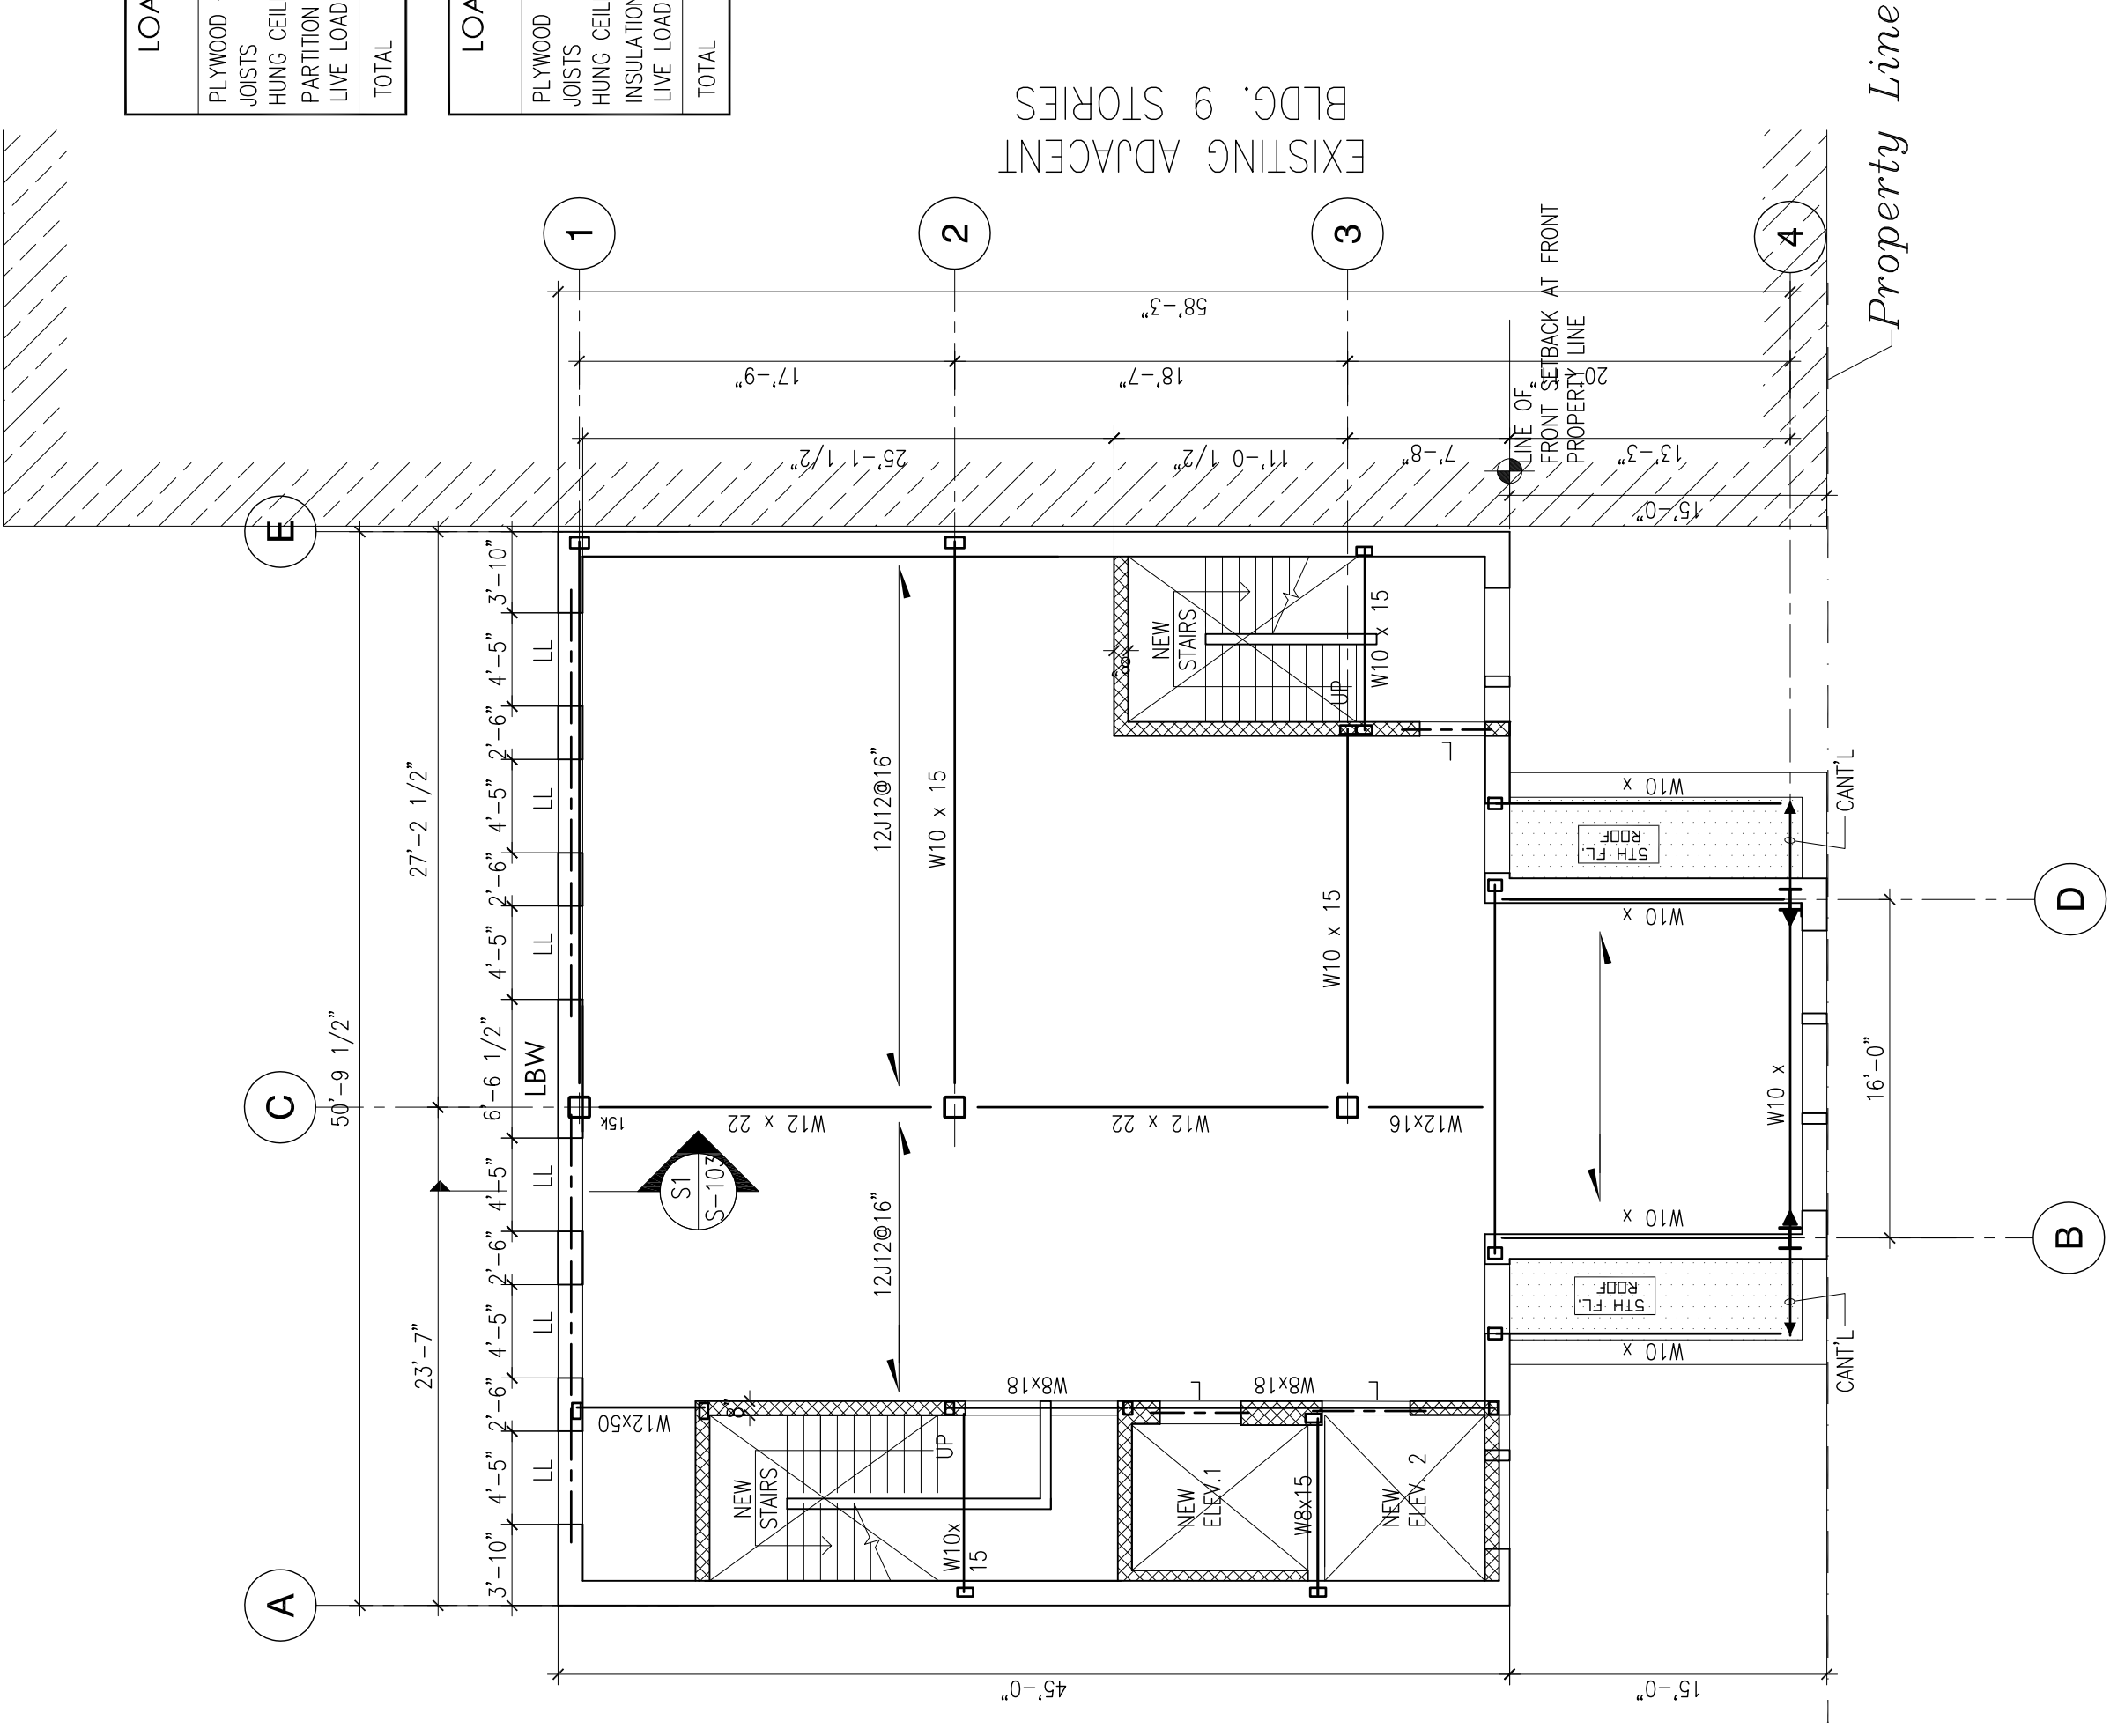 LOA
PLYWOOD
JOISTS
HUNG CEIL
PARTITION
LIVE LOAD
TOTAL
LOA
PLYWOOD
JOISTS
HUNG CEIL
INSULATION
LIVE LOAD
TOTAL
EXISTING ADJACENT
BLDG. 9 STORIES
Property Line
1
2
3
4
E
C
A
D
B
58'-3"
17'-9"
18'-7"
20'-11"
25'-1 1/2"
11'-0 1/2"
7'-8"
13'-3"
15'-0"
LINE OF
FRONT SETBACK AT FRONT
PROPERTY LINE
50'-9 1/2"
27'-2 1/2"
23'-7"
3'-10"
4'-5"
2'-6"
4'-5"
2'-6"
4'-5"
6'-6 1/2"
4'-5"
2'-6"
4'-5"
2'-6"
4'-5"
3'-10"
LL
LL
LL
LBW
LL
LL
LL
12J12@16"
W10 x 15
W10 x 15
W10 x 15
NEW
STAIRS
UP
8"
L
15k
W12 x 22
W12 x 22
W12x16
S1
S-103
12J12@16"
W12x50
8"
W8x18
W8x18
L
L
NEW
STAIRS
UP
W10x
15
NEW
ELEV.1
W8x15
NEW
ELEV. 2
W10 x
5TH FL.
ROOF
CANT'L
W10 x
W10 x
16'-0"
W10 x
5TH FL.
ROOF
W10 x
CANT'L
45'-0"
15'-0"